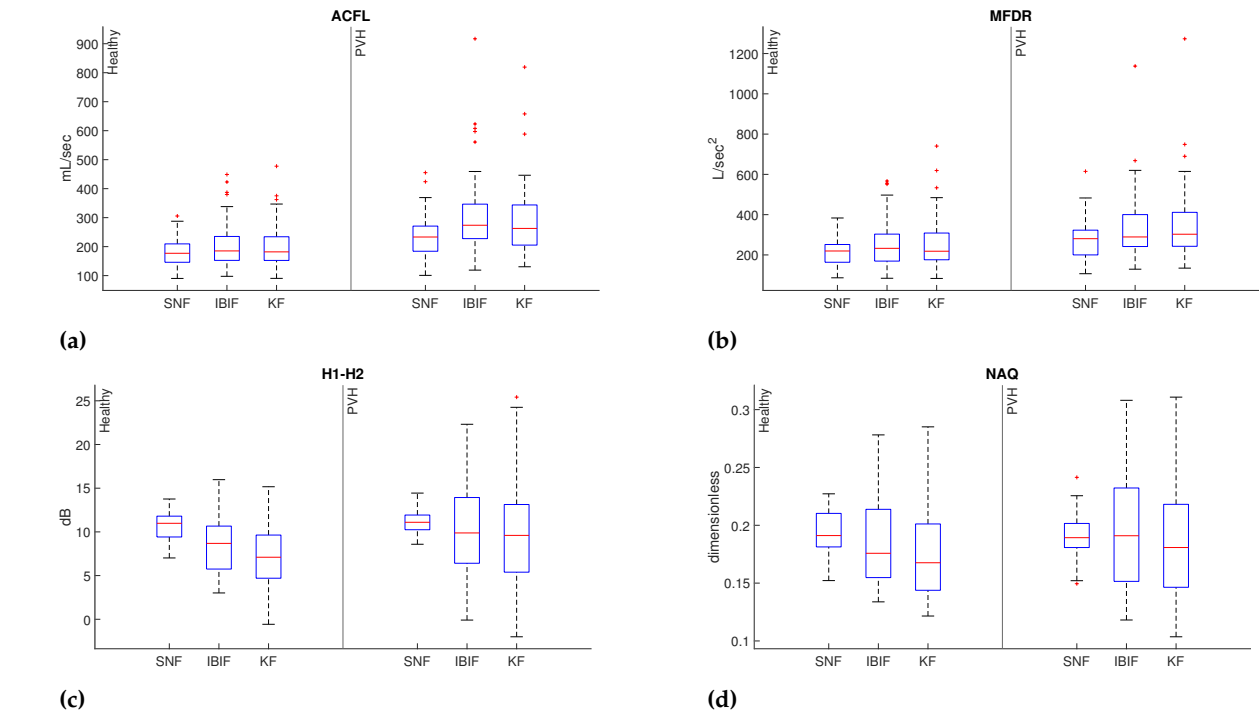 ACFL
Healthy
PVH
mL/sec
900
800
700
600
500
400
300
200
100
SNF IBIF KF SNF IBIF KF
(a)
MFDR
Healthy
PVH
L/sec²
1200
1000
800
600
400
200
SNF IBIF KF SNF IBIF KF
(b)
H1-H2
Healthy
PVH
dB
25
20
15
10
5
0
SNF IBIF KF SNF IBIF KF
(c)
NAQ
Healthy
PVH
dimensionless
0.3
0.25
0.2
0.15
0.1
SNF IBIF KF SNF IBIF KF
(d)